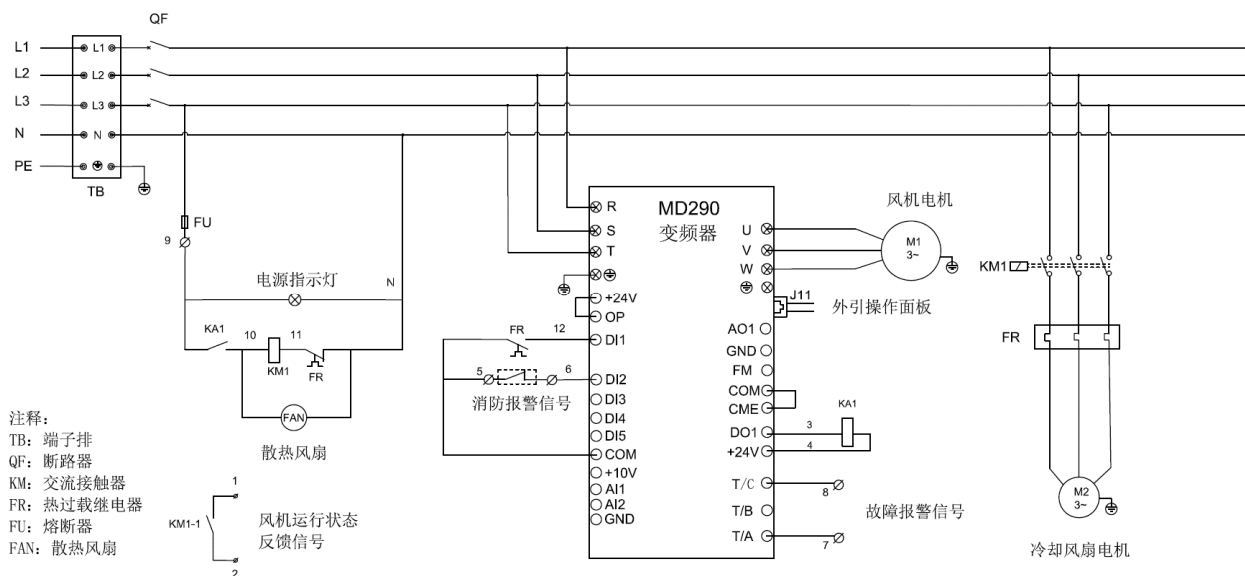 QF
L1 L1
L2 L2
L3 L3
N N
PE
TB
FU
9
电源指示灯
N
KA1
10
11
KM1
FR
FAN
散热风扇
注释：
TB：端子排
QF：断路器
KM：交流接触器
FR：热过载继电器
FU：熔断器
FAN：散热风扇
1
KM1-1
风机运行状态
反馈信号
2
MD290
变频器
R
S
T
+24V
OP
FR
12
DI1
5
6
DI2
消防报警信号
DI3
DI4
DI5
COM
+10V
AI1
AI2
GND
U
V
W
J11
外引操作面板
AO1
GND
FM
COM
CME
KA1
DO1
3
+24V
4
T/C
8
故障报警信号
T/B
T/A
7
风机电机
M1
3~
KM1
FR
M2
3~
冷却风扇电机